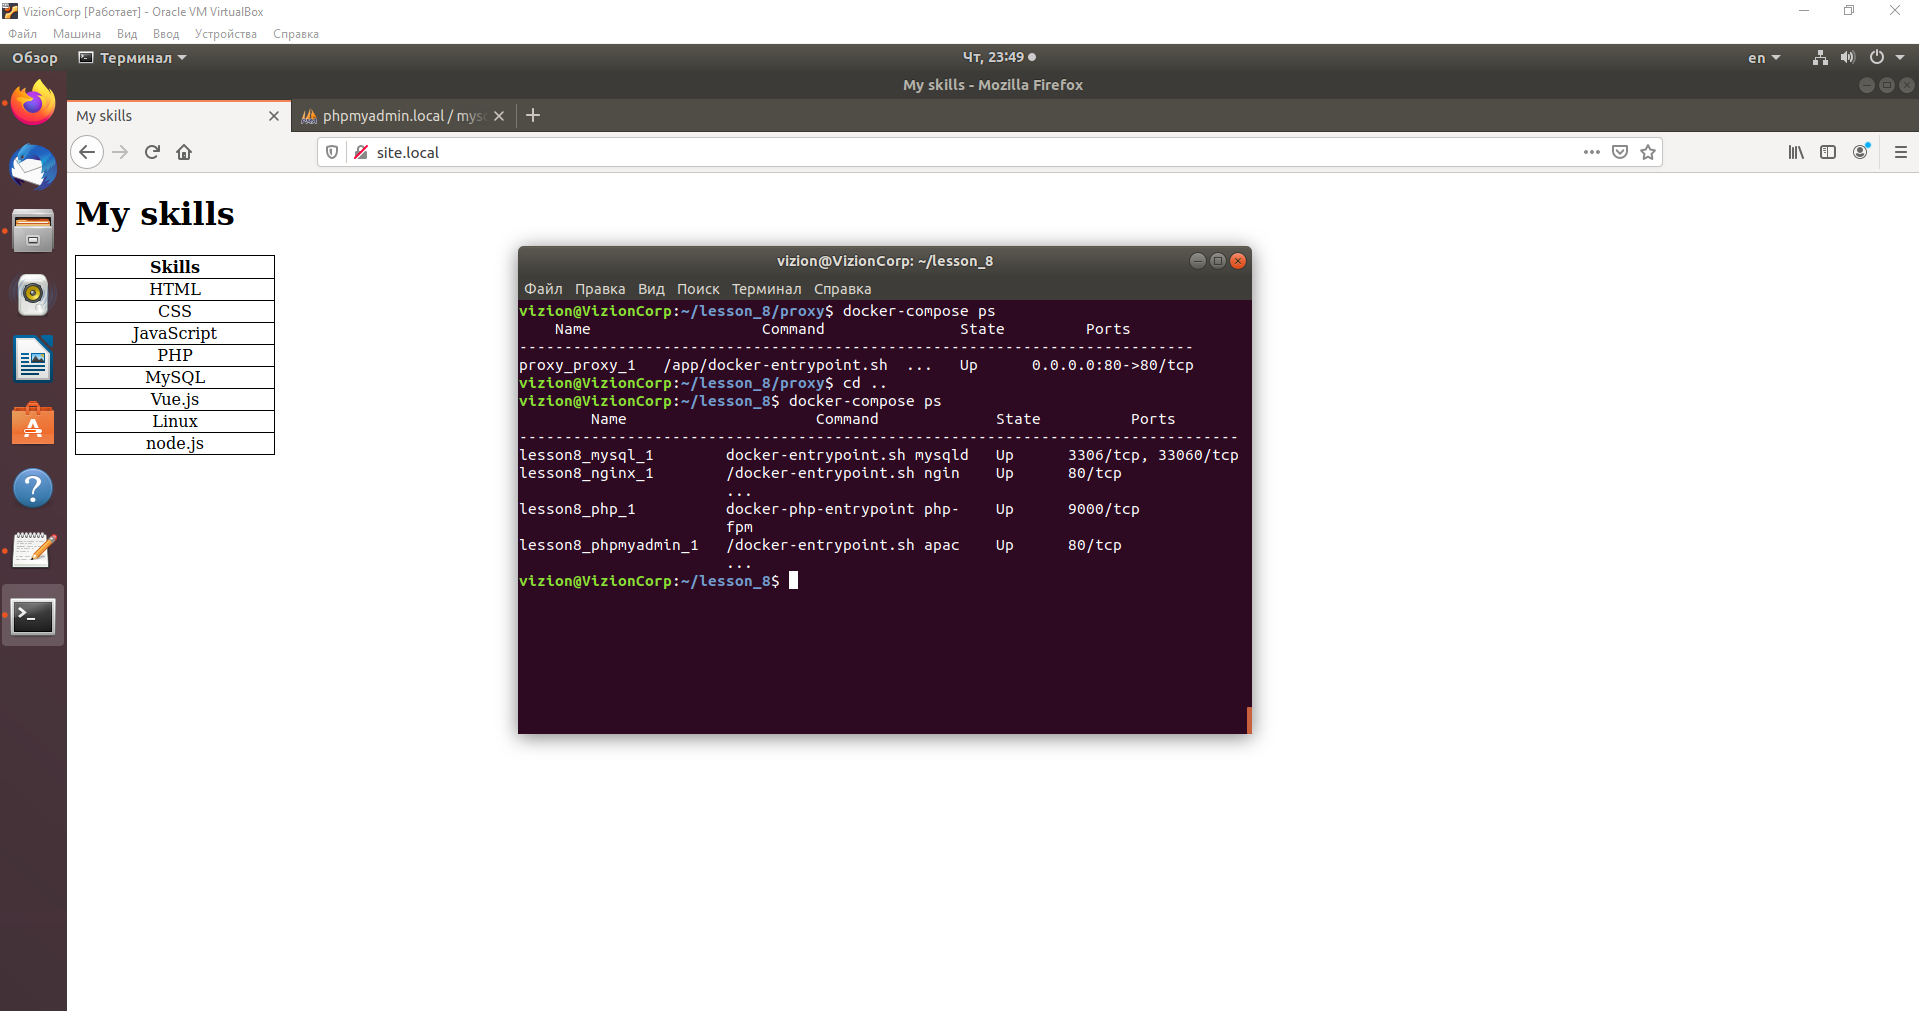 VizionCorp [Работает] - Oracle VM VirtualBox
Файл Машина Вид Ввод Устройства Справка
Обзор Терминал Чт, 23:49 en
My skills - Mozilla Firefox
My skills phpmyadmin.local / mys
site.local
My skills
Skills
HTML
CSS
JavaScript
PHP
MySQL
Vue.js
Linux
node.js
vizion@VizionCorp: ~/lesson_8
Файл Правка Вид Поиск Терминал Справка
vizion@VizionCorp:~/lesson_8/proxy$ docker-compose ps
Name Command State Ports
---------------------------------------------------------------------------
proxy_proxy_1 /app/docker-entrypoint.sh ... Up 0.0.0.0:80->80/tcp
vizion@VizionCorp:~/lesson_8/proxy$ cd ..
vizion@VizionCorp:~/lesson_8$ docker-compose ps
Name Command State Ports
--------------------------------------------------------------------------------
lesson8_mysql_1 docker-entrypoint.sh mysqld Up 3306/tcp, 33060/tcp
lesson8_nginx_1 /docker-entrypoint.sh ngin Up 80/tcp
...
lesson8_php_1 docker-php-entrypoint php- Up 9000/tcp
fpm
lesson8_phpmyadmin_1 /docker-entrypoint.sh apac Up 80/tcp
...
vizion@VizionCorp:~/lesson_8$